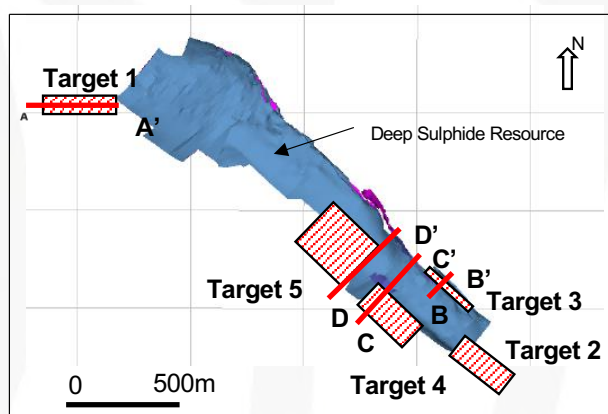 N
Target 1
A
A’
Deep Sulphide Resource
D’
C’
B’
Target 5
D
B
Target 3
C
Target 2
Target 4
0 500m